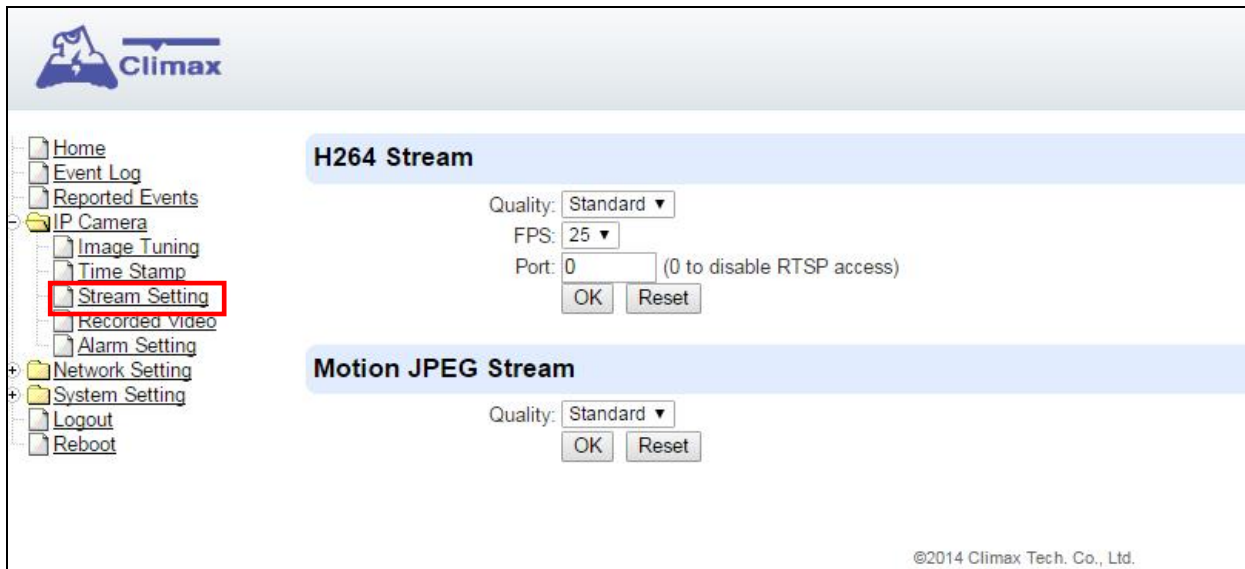 Climax
Home
Event Log
Reported Events
IP Camera
Image Tuning
Time Stamp
Stream Setting
Recorded Video
Alarm Setting
Network Setting
System Setting
Logout
Reboot
H264 Stream
Quality: Standard
FPS: 25
Port: 0 (0 to disable RTSP access)
OK Reset
Motion JPEG Stream
Quality: Standard
OK Reset
©2014 Climax Tech. Co., Ltd.